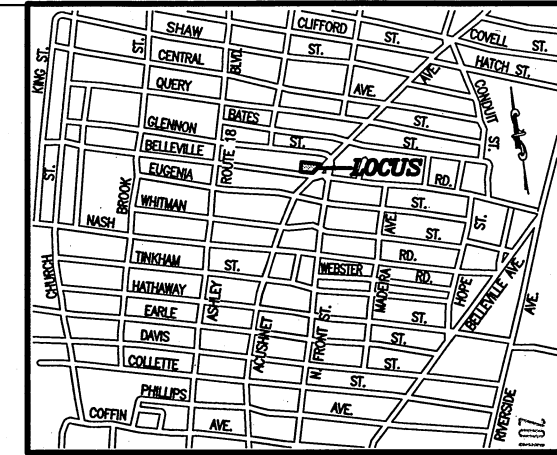 SHAW
CLIFFORD
ST.
COVELL ST.
HATCH ST.
KING ST.
ST.
CENTRAL
BLVD.
ST.
QUERY
AVE.
AVE.
CONDUIT ST.
GLENNON
BATES
ST.
BELLEVILLE
ROUTE 18
ST.
ST.
EUGENIA
LOCUS
RD.
ST.
BROOK
WHITMAN
AVE.
ST.
ST.
NASH
ST.
RD.
CHURCH
TINKHAM
ST.
WEBSTER
RD.
HATHAWAY
ASHLEY
MADERA
HOPE
BELLEVILLE AVE.
AVE.
EARLE
ACUSHNET
N. FRONT ST.
ST.
DAVIS
ST.
COLLETTE
ST.
ST.
PHILLIPS
COFFIN
AVE.
AVE.
RIVERSIDE
107